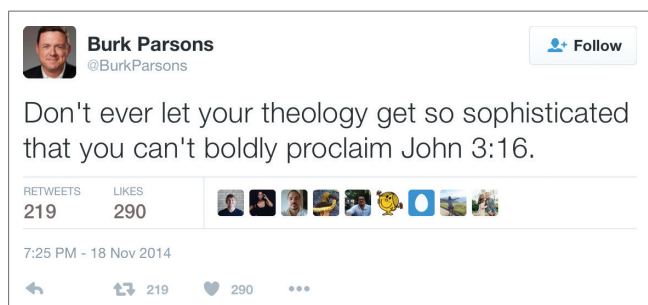 Burk Parsons
@BurkParsons
Follow
Don't ever let your theology get so sophisticated
that you can't boldly proclaim John 3:16.
RETWEETS LIKES
219 290
7:25 PM - 18 Nov 2014
219 290